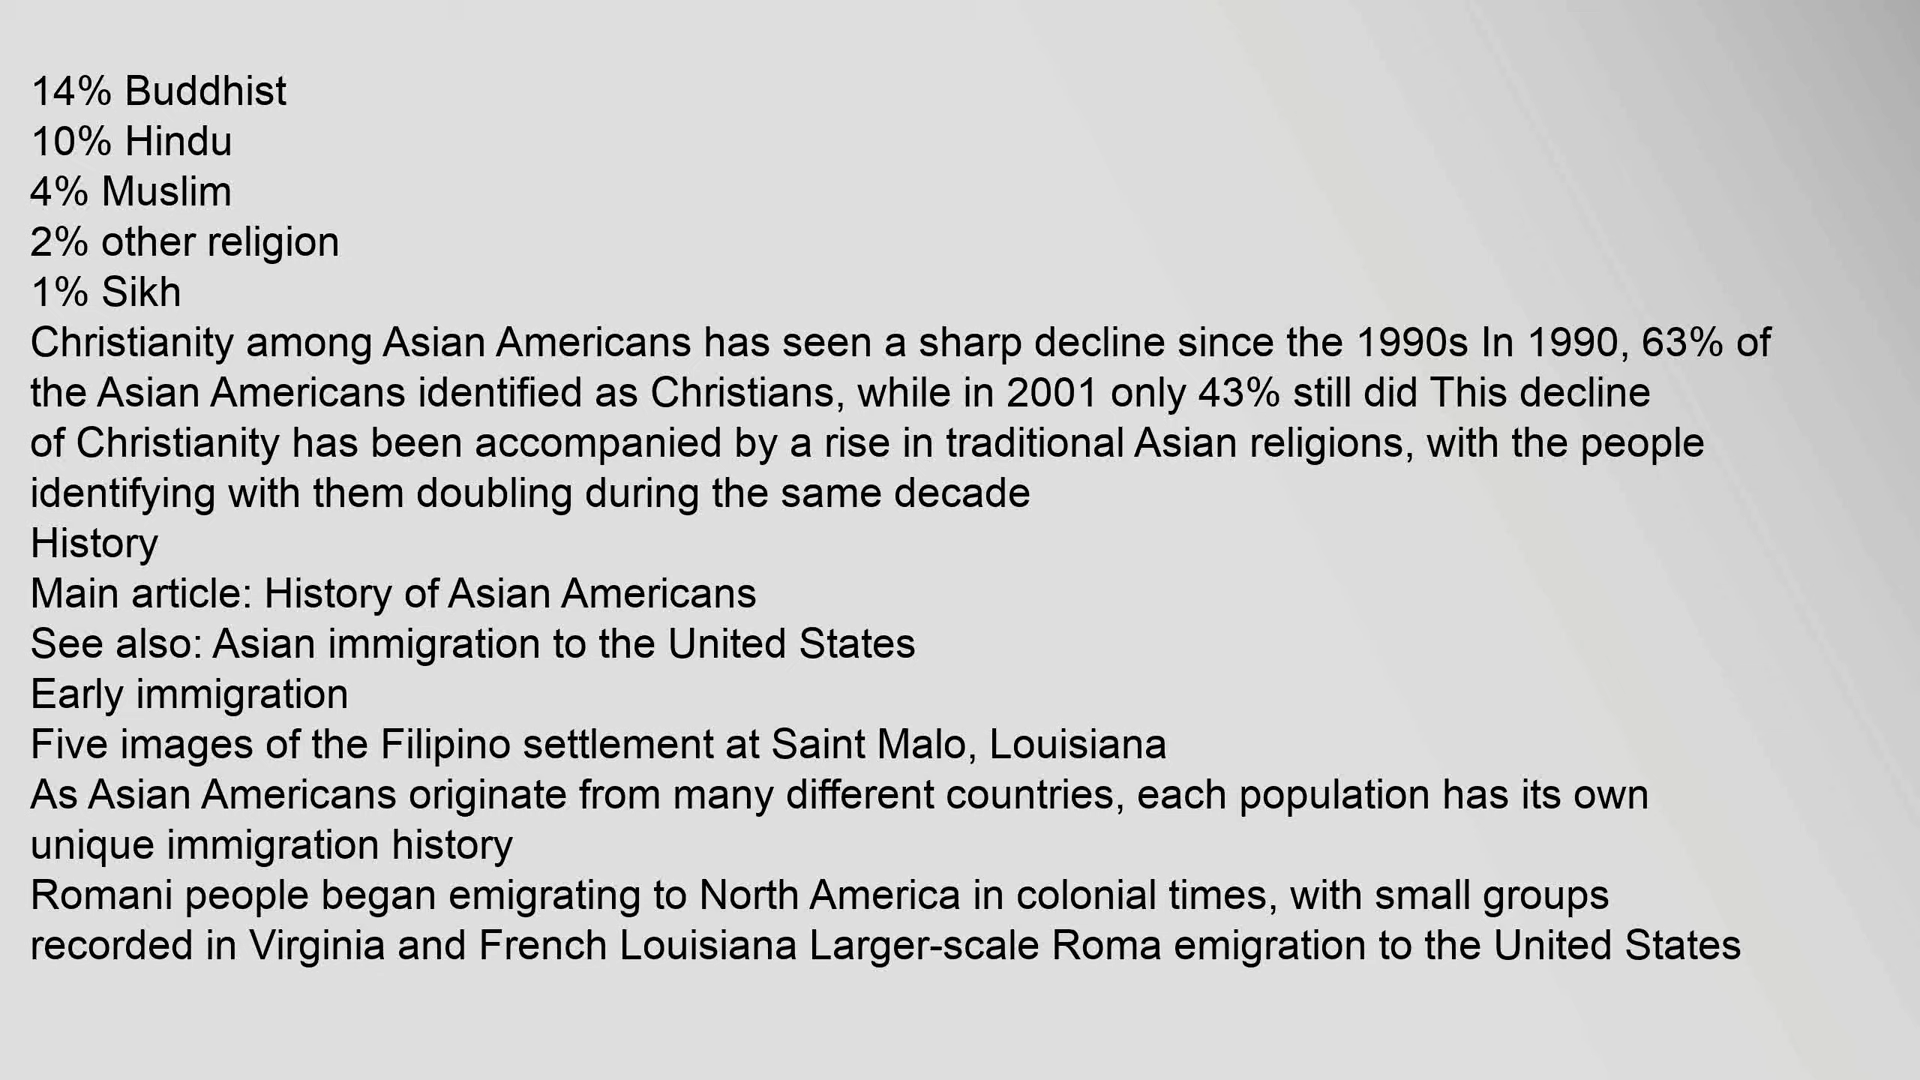 14% Buddhist
10% Hindu
4% Muslim
2% other religion
1% Sikh
Christianity among Asian Americans has seen a sharp decline since the 1990s In 1990, 63% of
the Asian Americans identified as Christians, while in 2001 only 43% still did This decline
of Christianity has been accompanied by a rise in traditional Asian religions, with the people
identifying with them doubling during the same decade
History
Main article: History of Asian Americans
See also: Asian immigration to the United States
Early immigration
Five images of the Filipino settlement at Saint Malo, Louisiana
As Asian Americans originate from many different countries, each population has its own
unique immigration history
Romani people began emigrating to North America in colonial times, with small groups
recorded in Virginia and French Louisiana Larger-scale Roma emigration to the United States